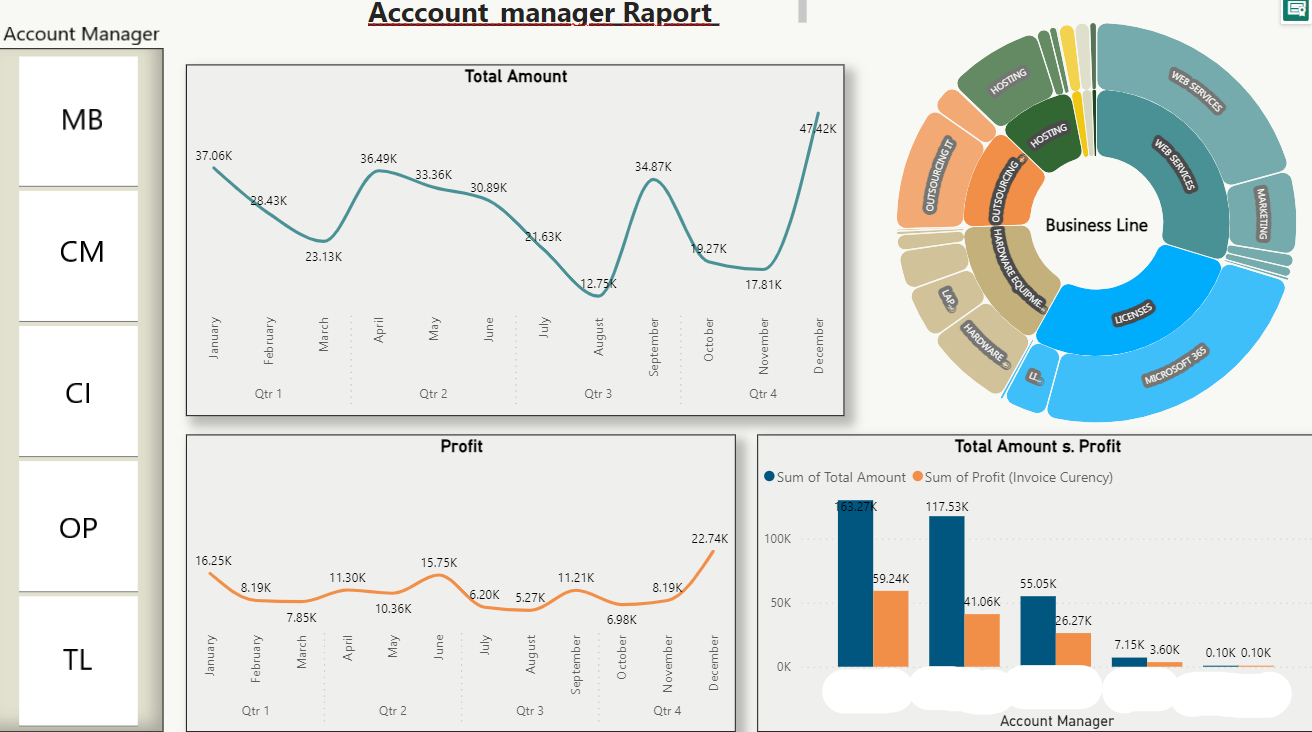 Acccount manager Raport
Account Manager
MB
CM
CI
OP
TL
Total Amount
37.06K
28.43K
23.13K
36.49K
33.36K
30.89K
21.63K
12.75K
34.87K
19.27K
17.81K
47.42K
January
February
March
April
May
June
July
August
September
October
November
December
Qtr 1
Qtr 2
Qtr 3
Qtr 4
Business Line
WEB SERVICES
WEB SERVICES
MARKETING
LICENSES
MICROSOFT 365
LI...
HARDWARE EQUIPME...
HARDWARE ...
LAP...
OUTSOURCING ...
OUTSOURCING IT
HOSTING
HOSTING
Profit
16.25K
8.19K
7.85K
11.30K
10.36K
15.75K
6.20K
5.27K
11.21K
6.98K
8.19K
22.74K
January
February
March
April
May
June
July
August
September
October
November
December
Qtr 1
Qtr 2
Qtr 3
Qtr 4
Total Amount s. Profit
Sum of Total Amount
Sum of Profit (Invoice Curency)
100K
50K
0K
163.27K
59.24K
117.53K
41.06K
55.05K
26.27K
7.15K
3.60K
0.10K
0.10K
Account Manager